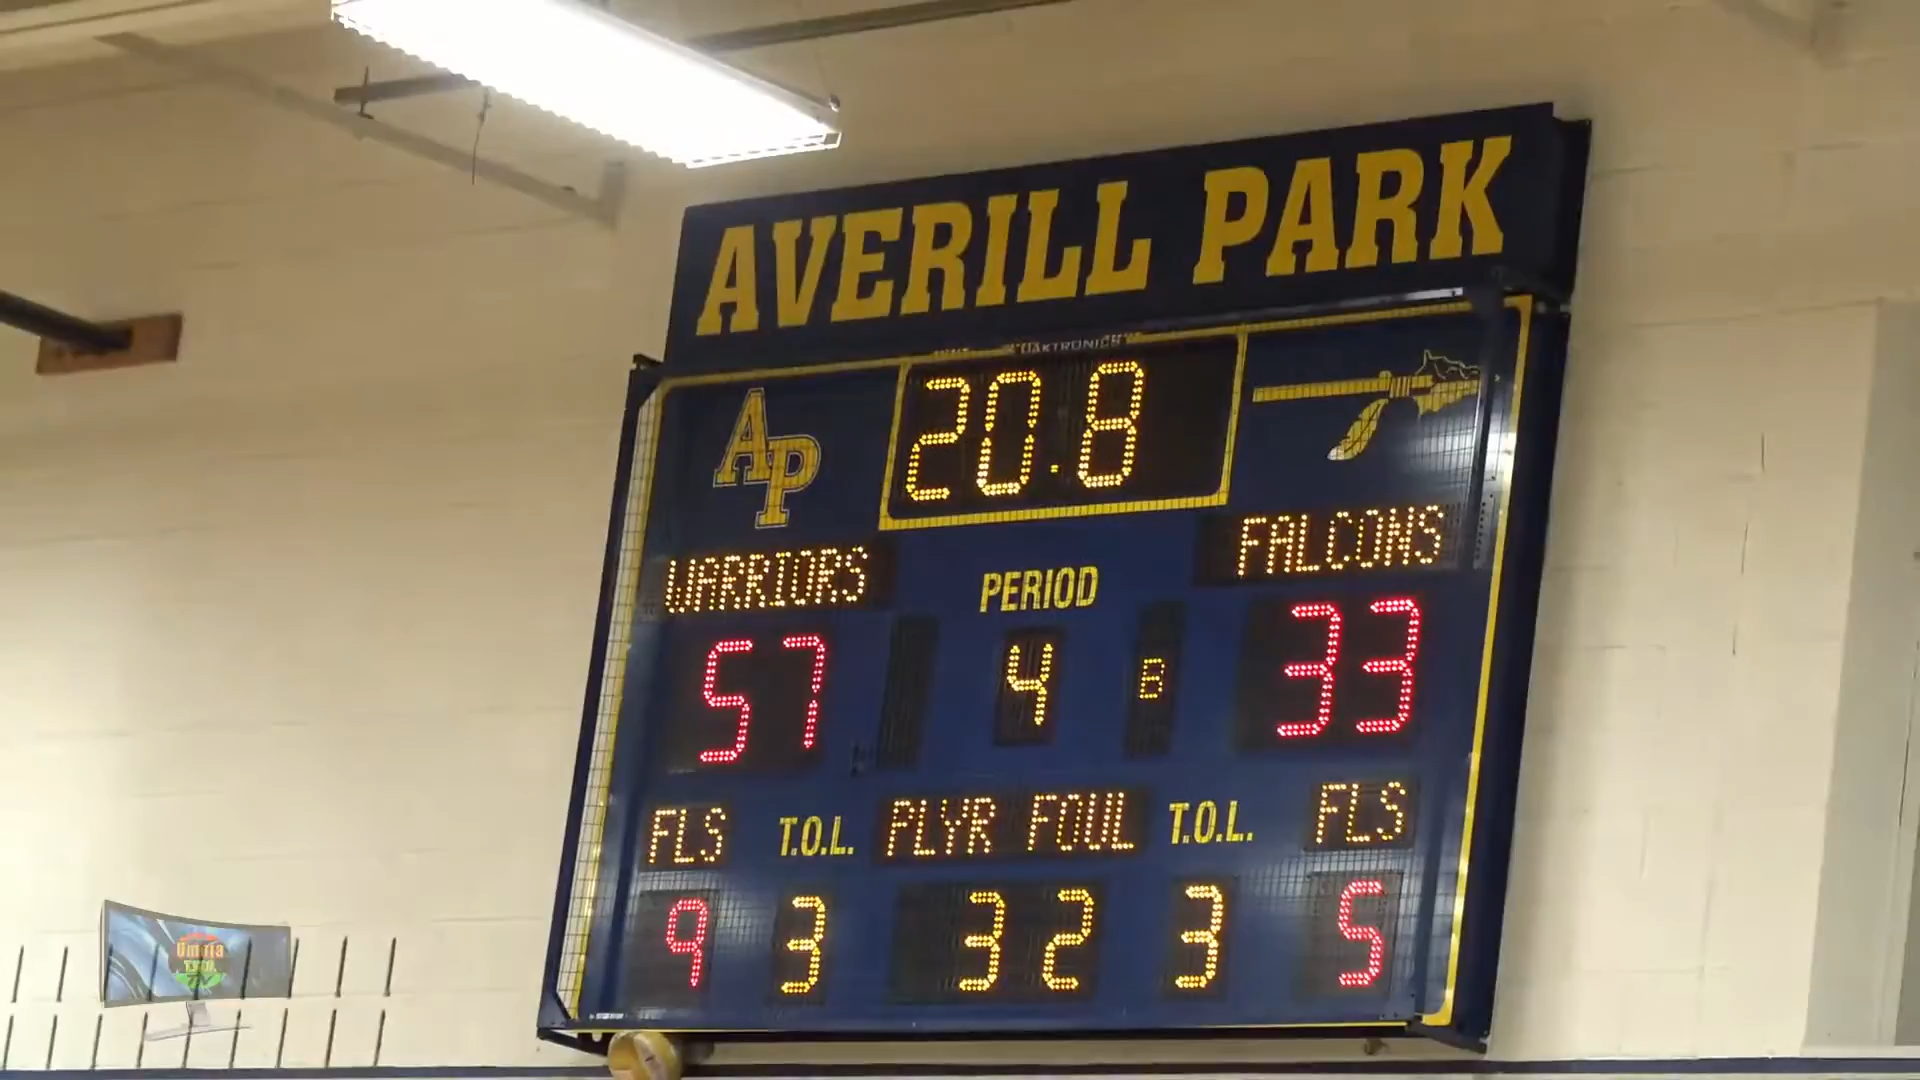 AVERILL PARK
DAKTRONICS
20.8
AP
WARRIORS
FALCONS
PERIOD
57
4
B
33
FLS
T.O.L.
PLYR FOUL
T.O.L.
FLS
9
3
32
3
5